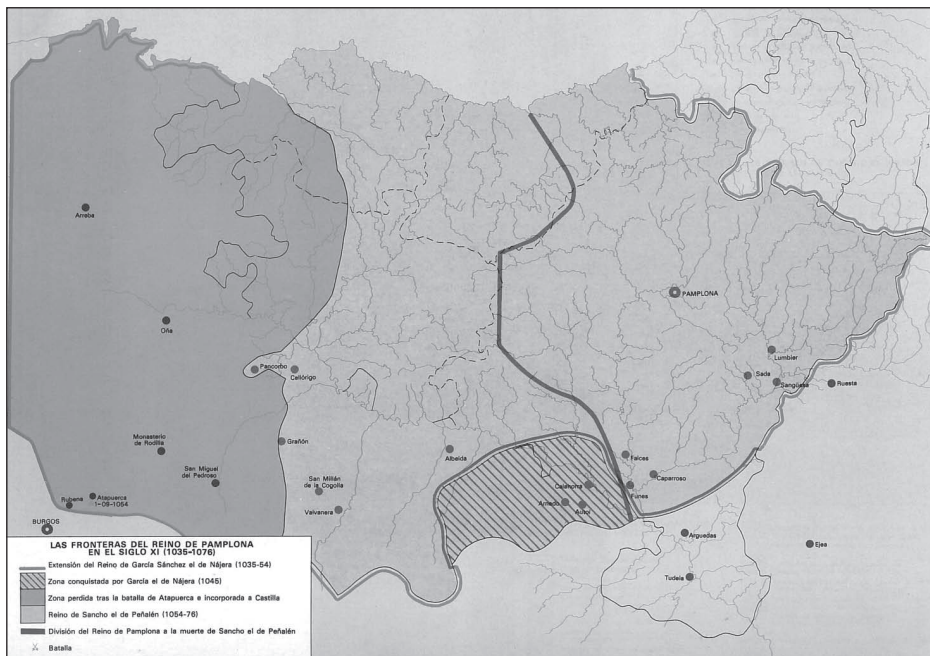 Arreba
Oña
Pancorbo
Cellórigo
Monasterio
de Rodilla
Grañón
San Miguel
del Pedroso
San Millán
de la Cogolla
Valvanera
Albelda
Rubena
Atapuerca
1-09-1054
BURGOS
PAMPLONA
Lumbier
Sada
Sangüesa
Ruesta
Falces
Caparroso
Funes
Calahorra
Arnedo
Ausol
Arguedas
Tudela
Ejea
LAS FRONTERAS DEL REINO DE PAMPLONA
EN EL SIGLO XI (1035-1076)
Extensión del Reino de García Sánchez el de Nájera (1035-54)
Zona conquistada por García el de Nájera (1045)
Zona perdida tras la batalla de Atapuerca e incorporada a Castilla
Reino de Sancho el de Peñalén (1054-76)
División del Reino de Pamplona a la muerte de Sancho el de Peñalén
Batalla